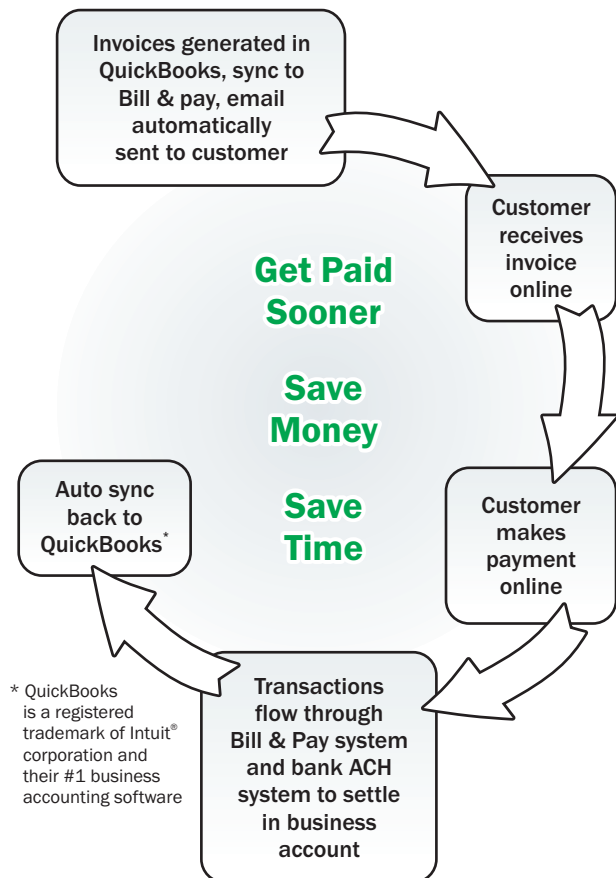 Invoices generated in
QuickBooks, sync to
Bill & pay, email
automatically
sent to customer
Customer
receives
invoice
online
Get Paid
Sooner
Save
Money
Save
Time
Customer
makes
payment
online
Transactions
flow through
Bill & Pay system
and bank ACH
system to settle
in business
account
Auto sync
back to
QuickBooks*
* QuickBooks
is a registered
trademark of Intuit®
corporation and
their #1 business
accounting software